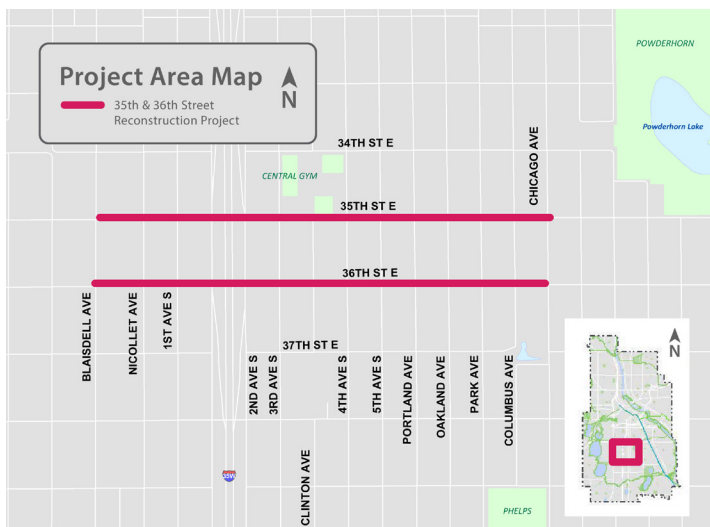 Project Area Map
N
35th & 36th Street
Reconstruction Project
POWDERHORN
Powderhorn Lake
34TH ST E
CENTRAL GYM
CHICAGO AVE
35TH ST E
36TH ST E
BLAISDELL AVE
NICOLLET AVE
1ST AVE S
37TH ST E
2ND AVE S
3RD AVE S
CLINTON AVE
4TH AVE S
5TH AVE S
PORTLAND AVE
OAKLAND AVE
PARK AVE
COLUMBUS AVE
N
35W
PHELPS